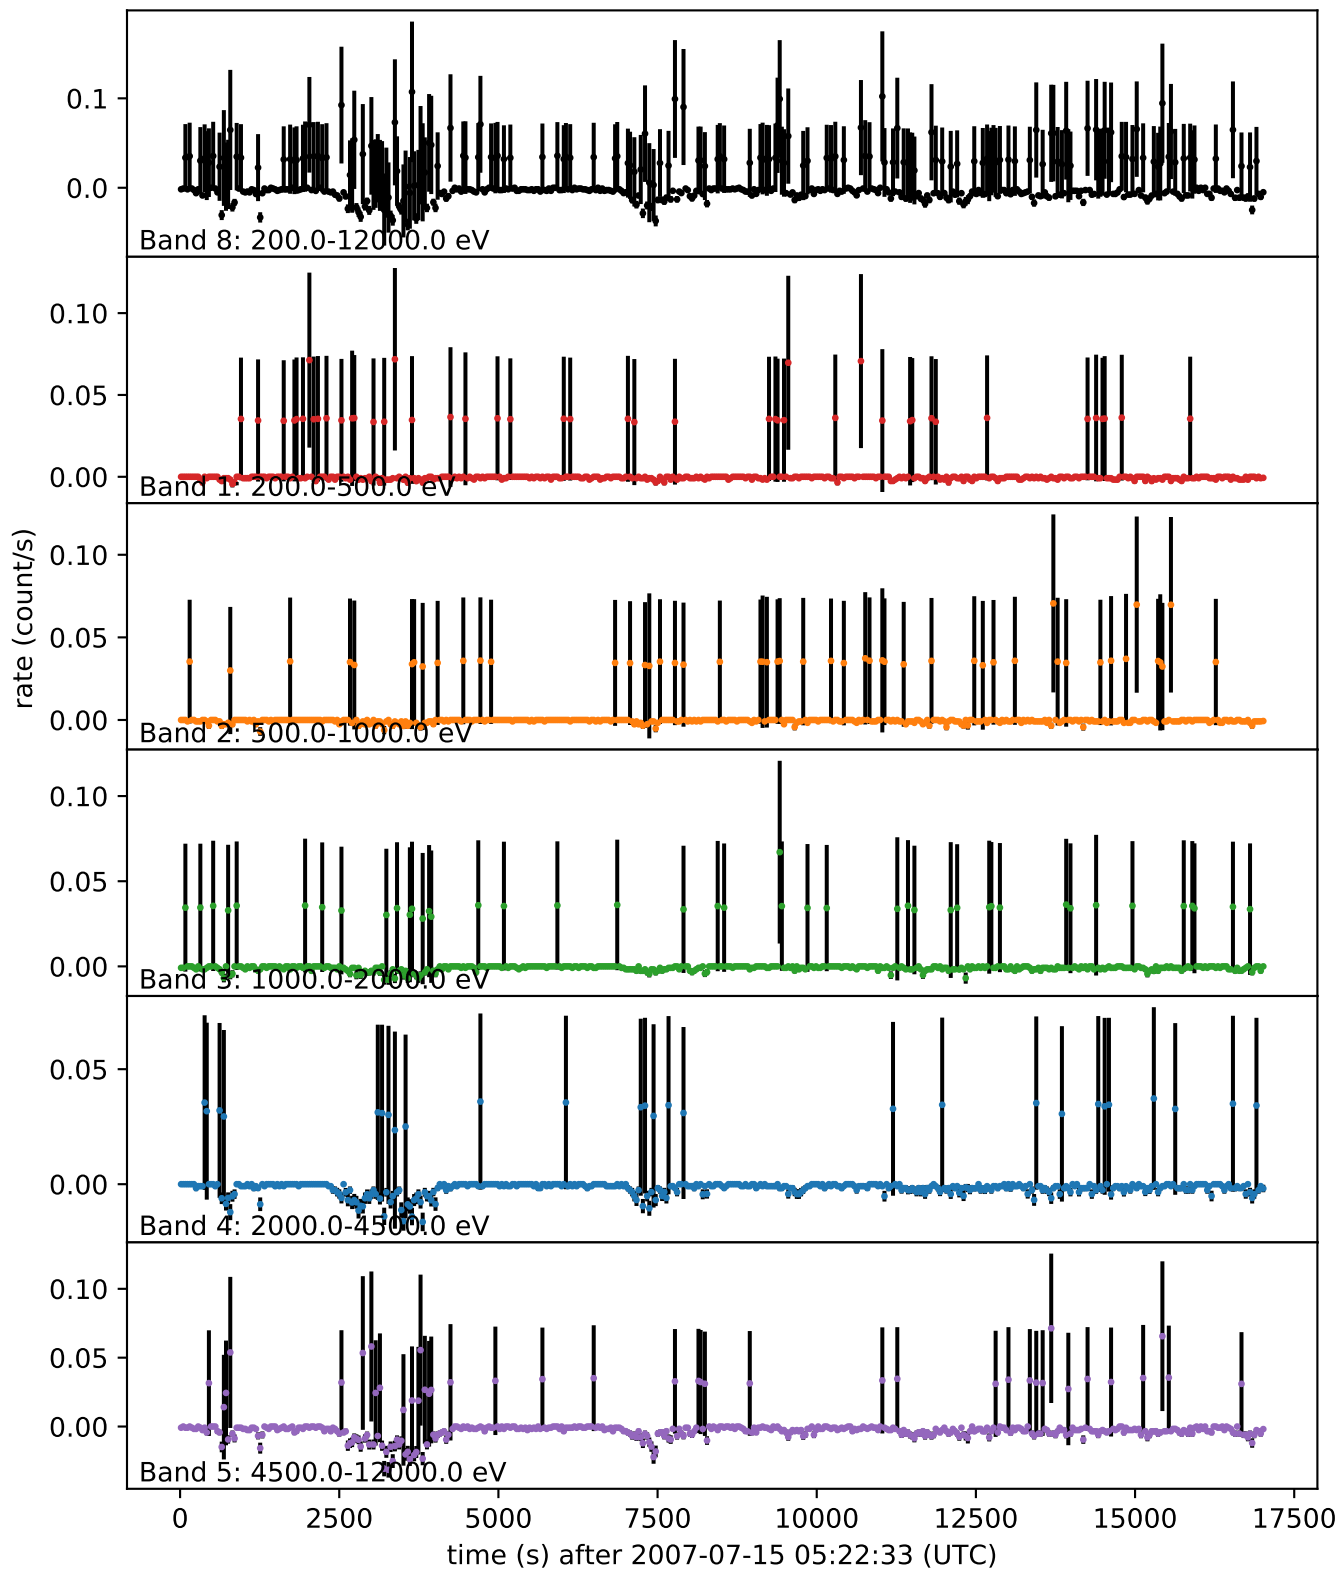 0.1
0.0
Band 8: 200.0-12000.0 eV
0.10
0.05
0.00
Band 1: 200.0-500.0 eV
0.10
0.05
0.00
Band 2: 500.0-1000.0 eV
rate (count/s)
0.10
0.05
0.00
Band 3: 1000.0-2000.0 eV
0.05
0.00
Band 4: 2000.0-4500.0 eV
0.10
0.05
0.00
Band 5: 4500.0-12000.0 eV
0 2500 5000 7500 10000 12500 15000 17500
time (s) after 2007-07-15 05:22:33 (UTC)